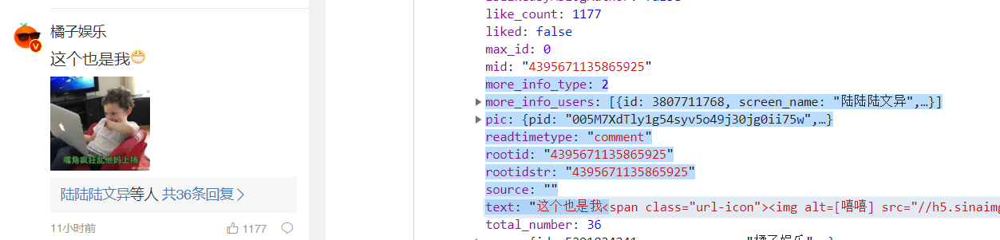 橘子娱乐
这个也是我
嘴角疯狂乱他妈上扬
陆陆陆文异等人 共36条回复
11小时前
1177
like_count: 1177
liked: false
max_id: 0
mid: "4395671135865925"
more_info_type: 2
more_info_users: [{id: 3807711768, screen_name: "陆陆陆文异",…}]
pic: {pid: "005M7XdTly1g54syv5o49j30jg0ii75w",…}
readtimetype: "comment"
rootid: "4395671135865925"
rootidstr: "4395671135865925"
source: ""
text: "这个也是我<span class="url-icon"><img alt=[嘻嘻] src="//h5.sinaimg
total_number: 36